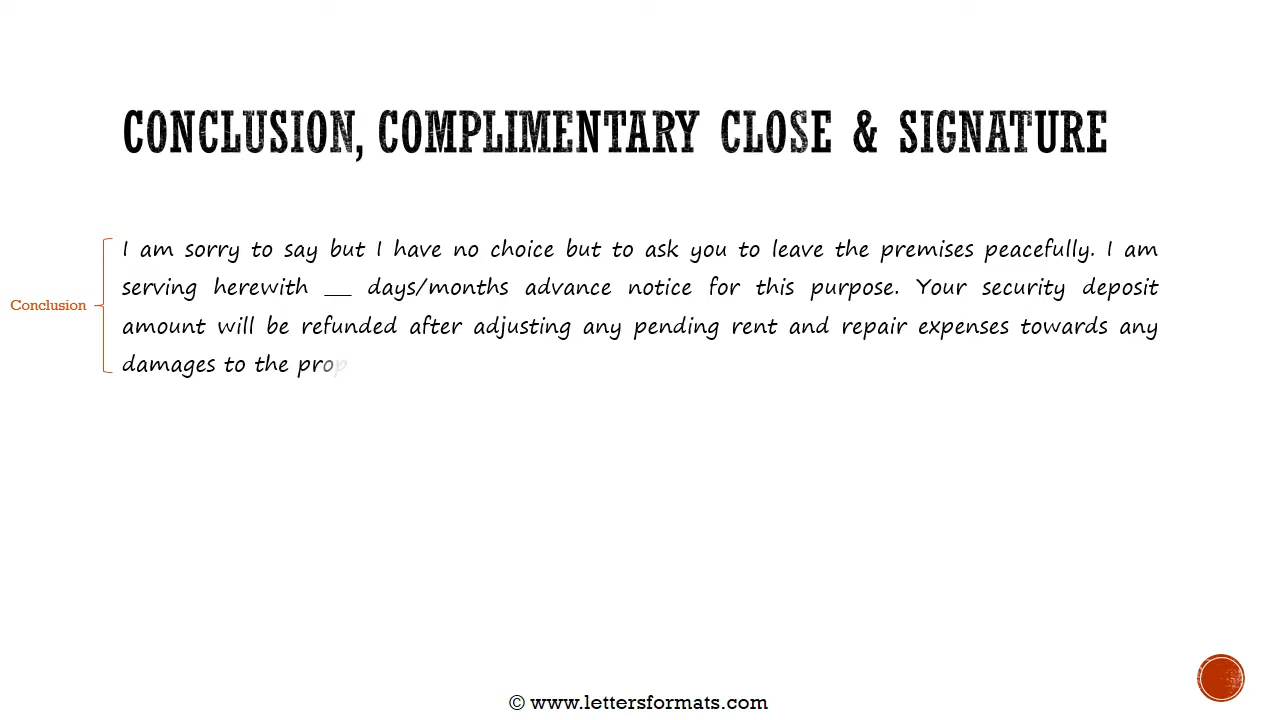 CONCLUSION, COMPLIMENTARY CLOSE & SIGNATURE
I am sorry to say but I have no choice but to ask you to leave the premises peacefully. I am
Conclusion
serving herewith ___ days/months advance notice for this purpose. Your security deposit
amount will be refunded after adjusting any pending rent and repair expenses towards any
damages to the prop
© www.lettersformats.com